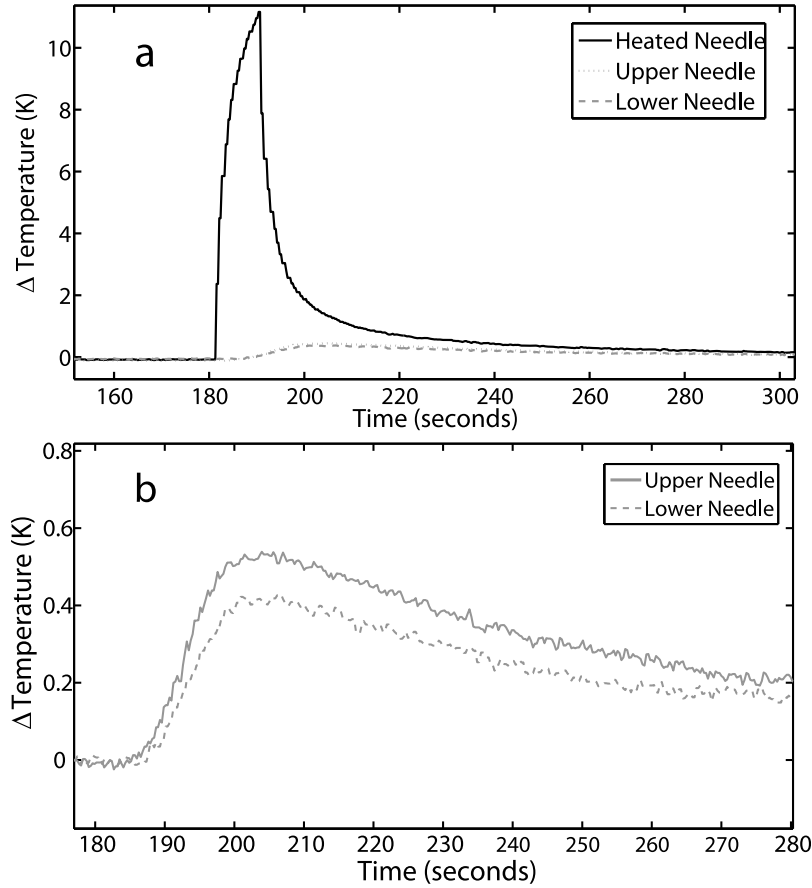 a
Heated Needle
Upper Needle
Lower Needle
Δ Temperature (K)
10
8
6
4
2
0
160 180 200 220 240 260 280 300
Time (seconds)
b
Upper Needle
Lower Needle
Δ Temperature (K)
0.8
0.6
0.4
0.2
0
180 190 200 210 220 230 240 250 260 270 280
Time (seconds)